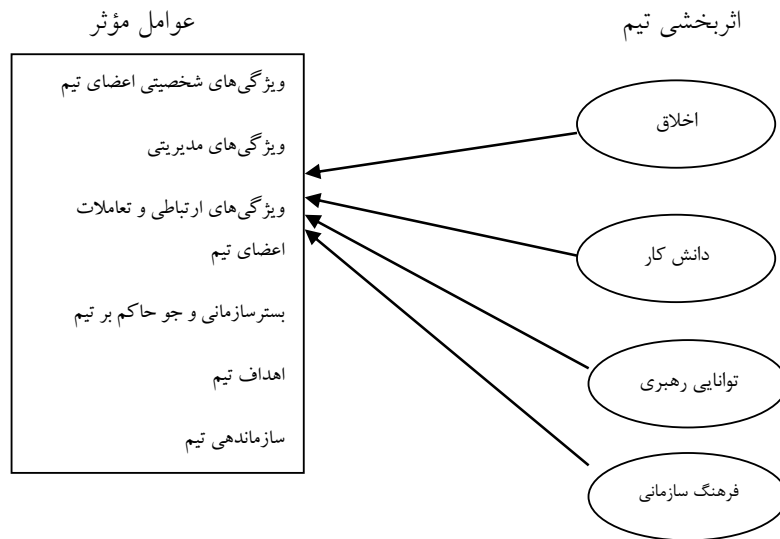 اثربخشی تیم
عوامل مؤثر
اخلاق
دانش کار
توانایی رهبری
فرهنگ سازمانی
ویژگی‌های شخصیتی اعضای تیم
ویژگی‌های مدیریتی
ویژگی‌های ارتباطی و تعاملات
اعضای تیم
بسترسازمانی و جو حاکم بر تیم
اهداف تیم
سازماندهی تیم